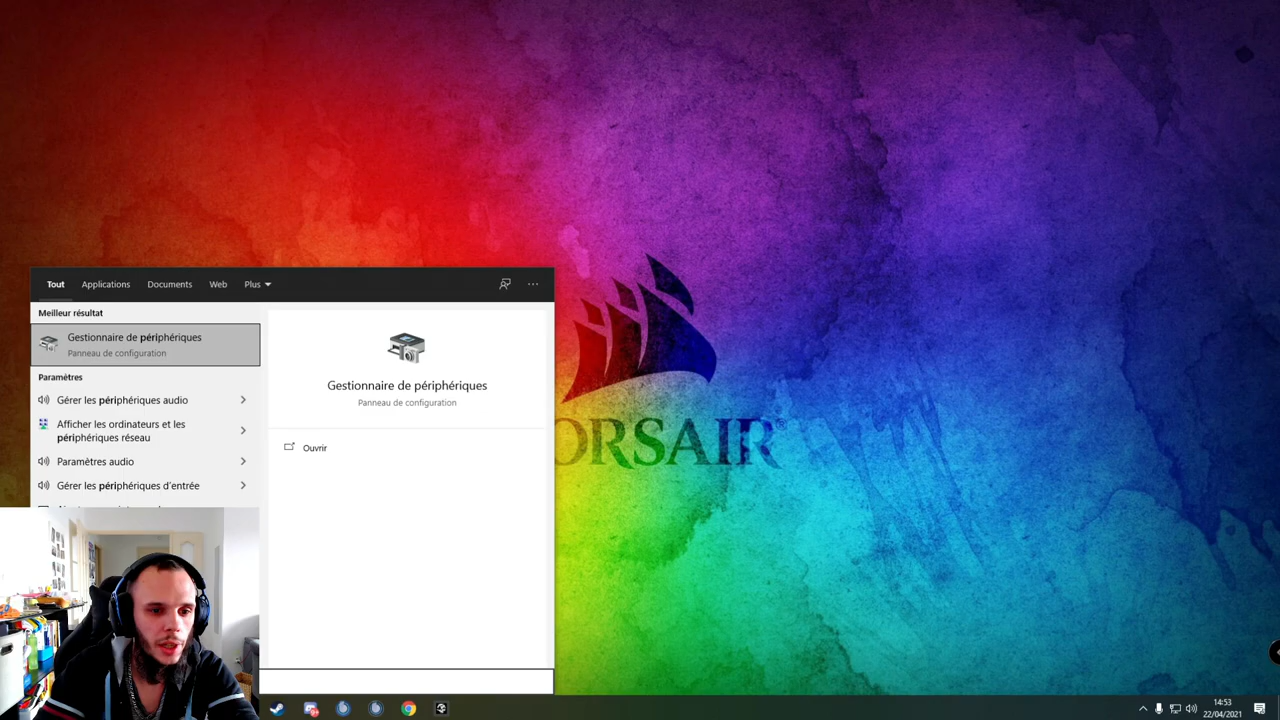 Tout Applications Documents Web Plus
Meilleur résultat
Gestionnaire de périphériques
Panneau de configuration
Paramètres
Gérer les périphériques audio
Afficher les ordinateurs et les
périphériques réseau
Paramètres audio
Gérer les périphériques d'entrée
Gestionnaire de périphériques
Panneau de configuration
Ouvrir
ORSAIR
14:53
22/04/2021